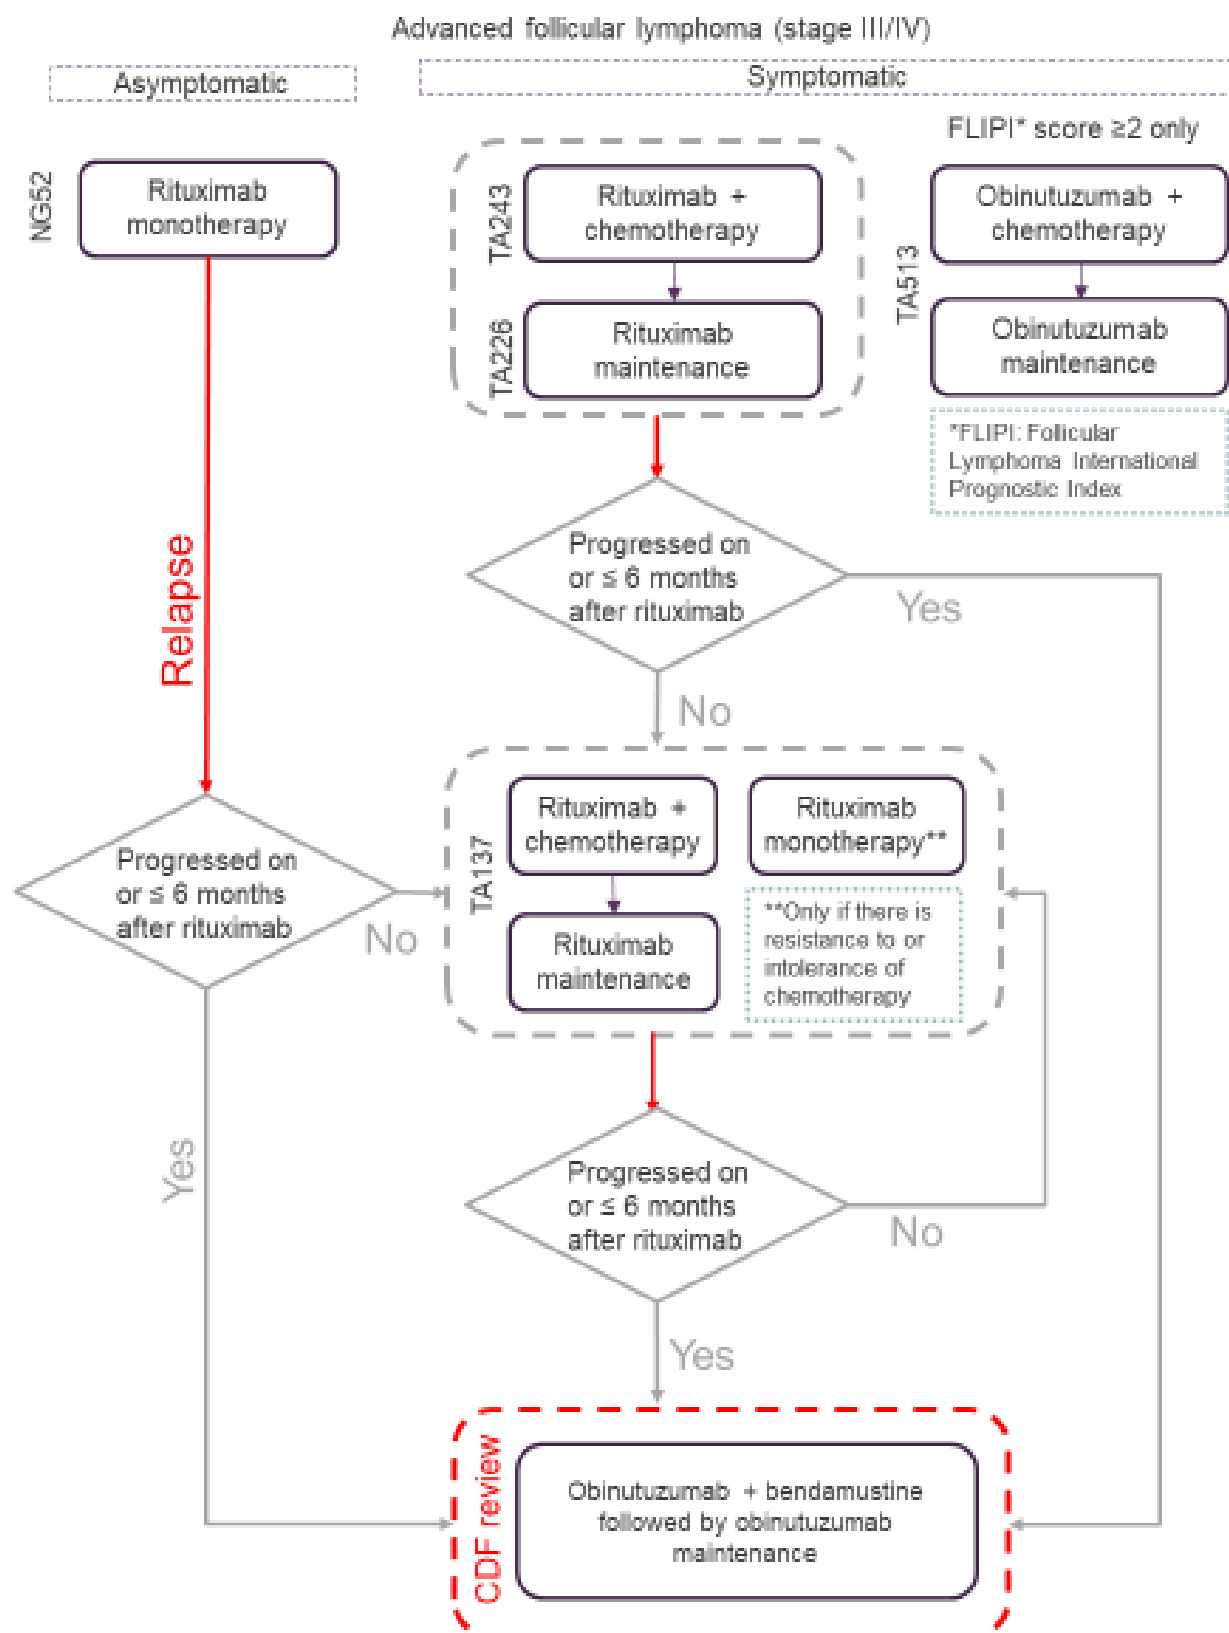 Advanced follicular lymphoma (stage III/IV)
Asymptomatic
Symptomatic
FLIPI* score ≥2 only
NG52
Rituximab
monotherapy
TA243
Rituximab +
chemotherapy
TA226
Rituximab
maintenance
TA513
Obinutuzumab +
chemotherapy
Obinutuzumab
maintenance
*FLIPI: Follicular
Lymphoma International
Prognostic Index
Relapse
Progressed on
or ≤ 6 months
after rituximab
Yes
No
TA137
Rituximab +
chemotherapy
Rituximab
maintenance
Rituximab
monotherapy**
**Only if there is
resistance to or
intolerance of
chemotherapy
Progressed on
or ≤ 6 months
after rituximab
No
Yes
Progressed on
or ≤ 6 months
after rituximab
No
Yes
CDF review
Obinutuzumab + bendamustine
followed by obinutuzumab
maintenance